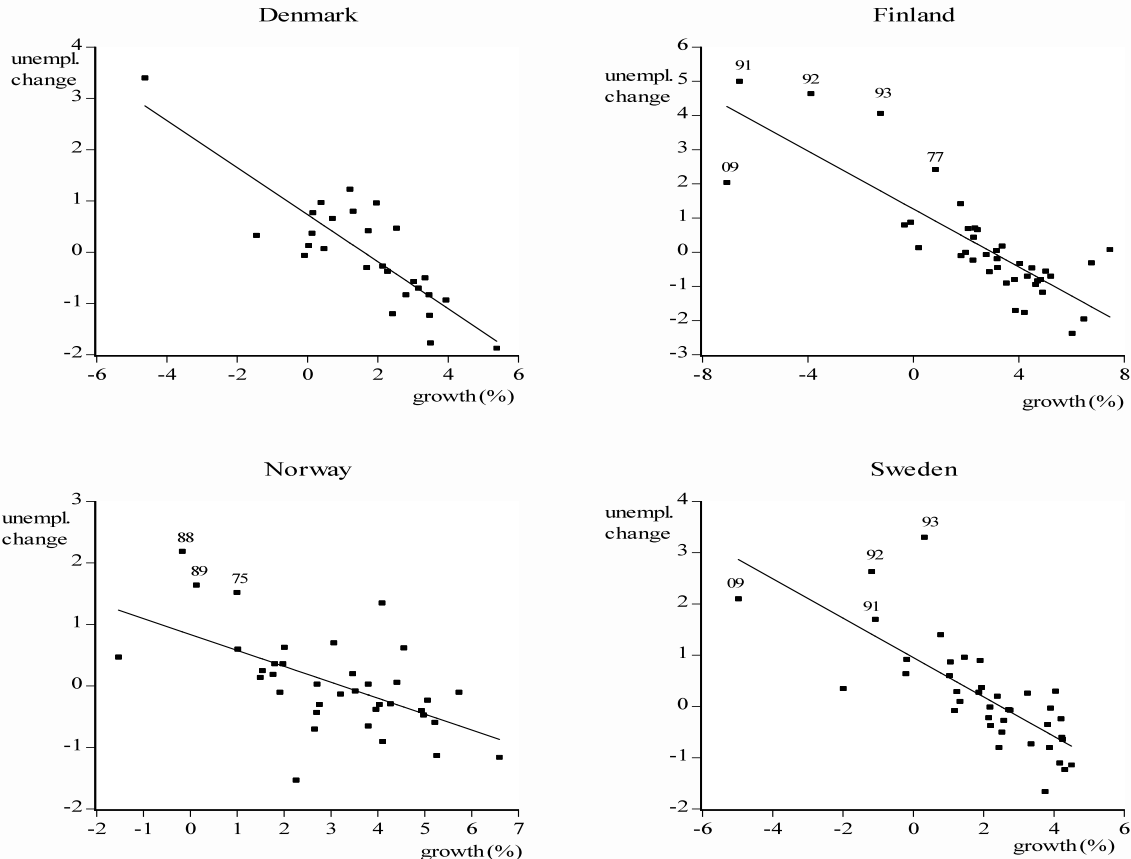 Denmark
unempl.
change
4
3
2
1
0
-1
-2
-6 -4 -2 0 2 4 6
growth (%)
Finland
unempl.
change
6
5
4
3
2
1
0
-1
-2
-3
91
92
93
77
09
-8 -4 0 4 8
growth (%)
Norway
unempl.
change
3
2
1
0
-1
-2
88
89
75
-2 -1 0 1 2 3 4 5 6 7
growth (%)
Sweden
unempl.
change
4
3
2
1
0
-1
-2
93
92
09
91
-6 -4 -2 0 2 4 6
growth (%)